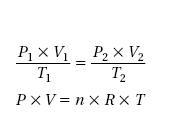 P₁ × V₁ / T₁ = P₂ × V₂ / T₂
P × V = n × R × T